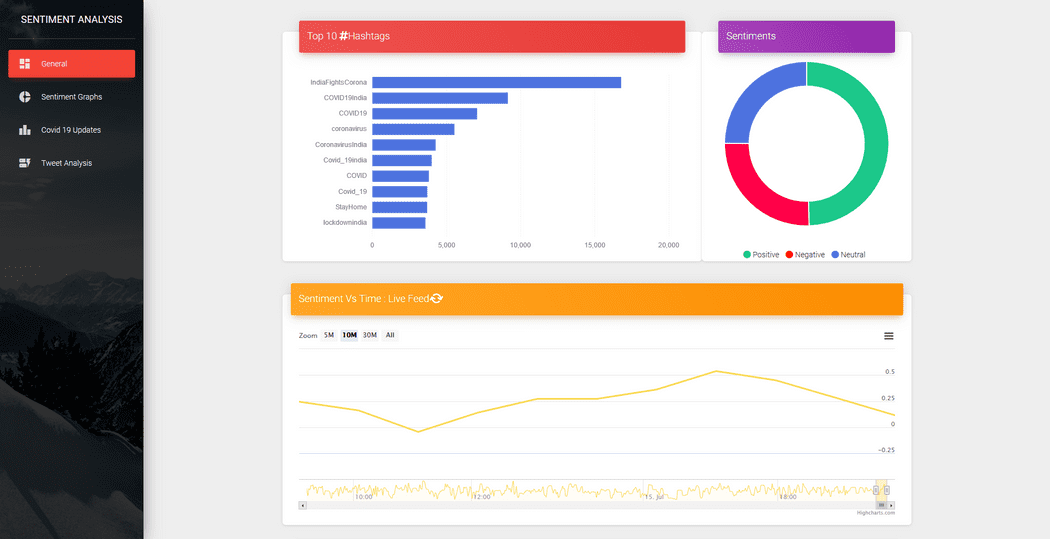 SENTIMENT ANALYSIS
General
Sentiment Graphs
Covid 19 Updates
Tweet Analysis
Top 10 #Hashtags
IndiaFightsCorona
COVID19India
COVID19
coronavirus
CoronavirusIndia
Covid_19india
COVID
Covid_19
StayHome
lockdownindia
0 5,000 10,000 15,000 20,000
Sentiments
Positive Negative Neutral
Sentiment Vs Time : Live Feed
Zoom 5M 10M 30M All
0.5
0.25
0
-0.25
10:00 12:00 15. Jul 18:00
Highcharts.com